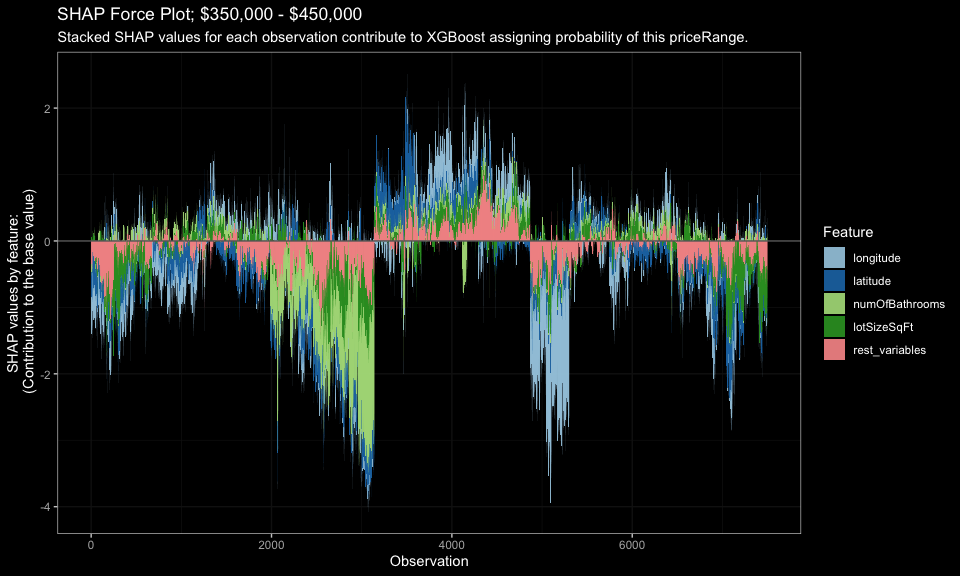 SHAP Force Plot; $350,000 - $450,000
Stacked SHAP values for each observation contribute to XGBoost assigning probability of this priceRange.
SHAP values by feature:
(Contribution to the base value)
2
0
-2
-4
0 2000 4000 6000
Observation
Feature
longitude
latitude
numOfBathrooms
lotSizeSqFt
rest_variables